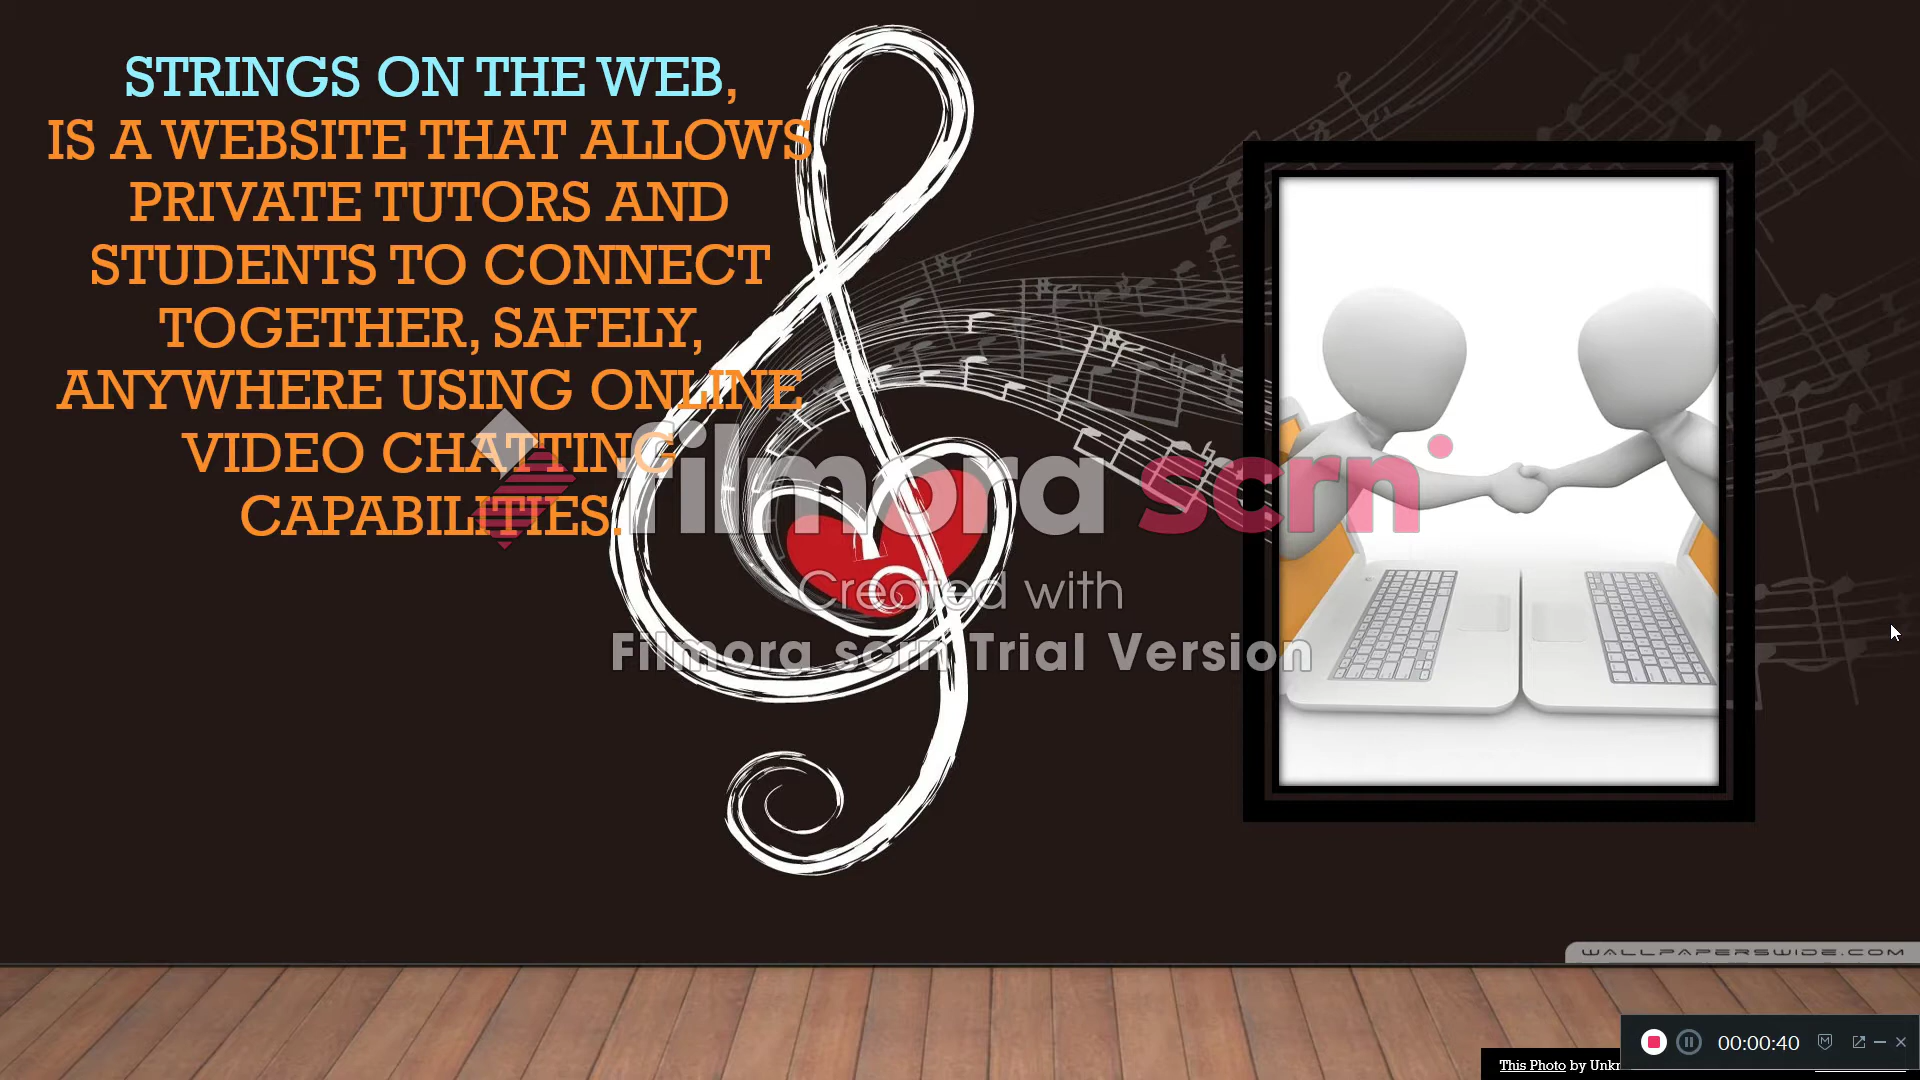 STRINGS ON THE WEB,
IS A WEBSITE THAT ALLOWS
PRIVATE TUTORS AND
STUDENTS TO CONNECT
TOGETHER, SAFELY,
ANYWHERE USING ONLINE
VIDEO CHATTING
CAPABILITIES.
filmora scrn
Created with
Filmora scrn Trial Version
WALLPAPERSWIDE.COM
00:00:40
This Photo by